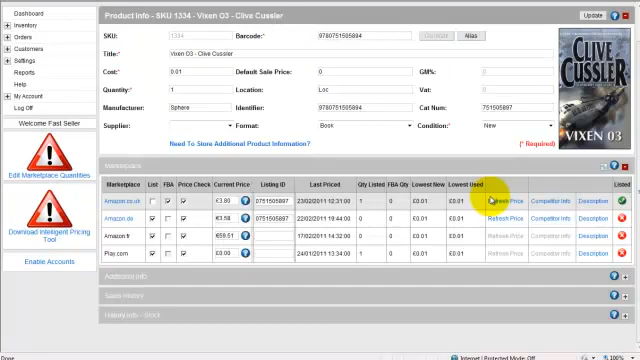 Dashboard
Inventory
Orders
Customers
Settings
Reports
Help
My Account
Log Off
Welcome Fast Seller
Edit Marketplace Quantities
Download Intelligent Pricing Tool
Enable Accounts
Product Info - SKU 1334 - Vixen O3 - Clive Cussler
Update
SKU: 1334 Barcode:* 9780751505894 Alias
Title:* Vixen O3 - Clive Cussler
Cost:* 0.01 Default Sale Price: 0 GM%: 0
Quantity:* 1 Location: Loc Vat: 0
Manufacturer: Sphere Identifier: 9780751505894 Cat Num: 751505897
Supplier: Format: Book Condition:* New
Need To Store Additional Product Information? (* Required)
CLIVE
CUSSLER
VIXEN 03
Marketplace
Marketplace List FBA Price Check Current Price Listing ID Last Priced Qty Listed FBA Qty Lowest New Lowest Used Listed
Amazon.co.uk £3.80 0751505897 23/02/2011 12:31:00 1 0 £0.01 £0.01 Refresh Price Competitor Info Description
Amazon.de €3.58 0751505897 22/02/2011 19:44:00 0 0 £0.01 £0.01 Refresh Price Competitor Info Description
Amazon.fr €59.51 17/02/2011 14:32:00 0 0 £0.01 £0.01 Refresh Price Competitor Info Description
Play.com £0.00 24/01/2011 13:34:00 1 0 £0.01 £0.01 Refresh Price Competitor Info Description
Additional Info
Sales History
Done
Internet | Protected Mode: Off
100%